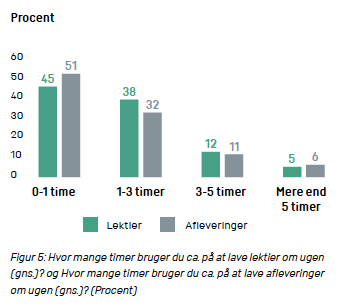 Procent
60
50
40
30
20
10
0
45
51
38
32
12
11
5
6
0-1 time
1-3 timer
3-5 timer
Mere end
5 timer
Lektier
Afleveringer
Figur 5: Hvor mange timer bruger du ca. på at lave lektier om ugen
(gns.)? og Hvor mange timer bruger du ca. på at lave afleveringer
om ugen (gns.)? (Procent)